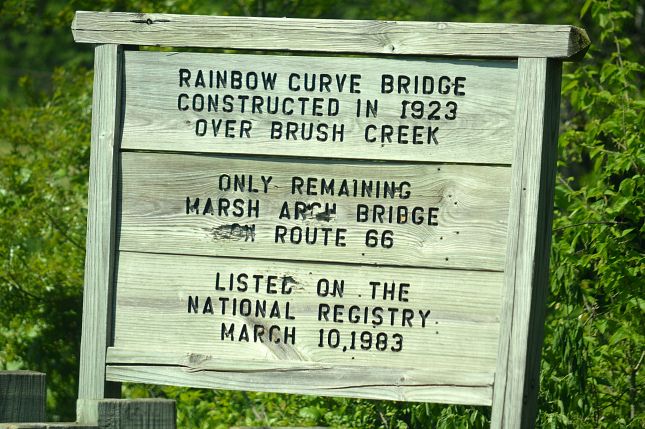 RAINBOW CURVE BRIDGE
CONSTRUCTED IN 1923
OVER BRUSH CREEK
ONLY REMAINING
MARSH ARCH BRIDGE
ON ROUTE 66
LISTED ON THE
NATIONAL REGISTRY
MARCH 10,1983